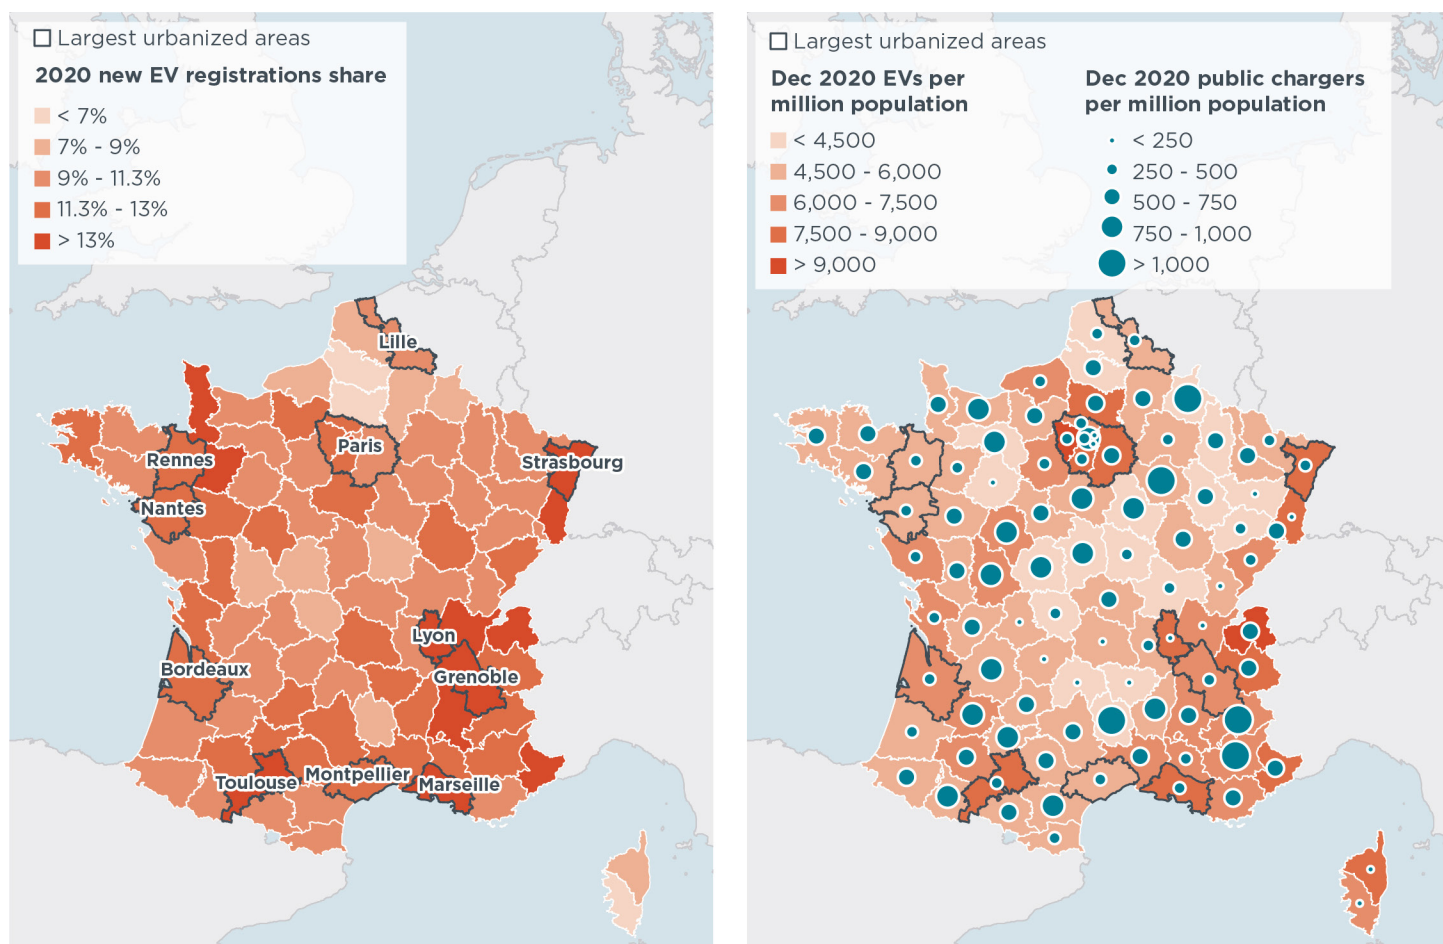 Largest urbanized areas
2020 new EV registrations share
< 7%
7% - 9%
9% - 11.3%
11.3% - 13%
> 13%
Lille
Paris
Rennes
Strasbourg
Nantes
Lyon
Bordeaux
Grenoble
Toulouse
Montpellier
Marseille
Largest urbanized areas
Dec 2020 EVs per
million population
< 4,500
4,500 - 6,000
6,000 - 7,500
7,500 - 9,000
> 9,000
Dec 2020 public chargers
per million population
< 250
250 - 500
500 - 750
750 - 1,000
> 1,000